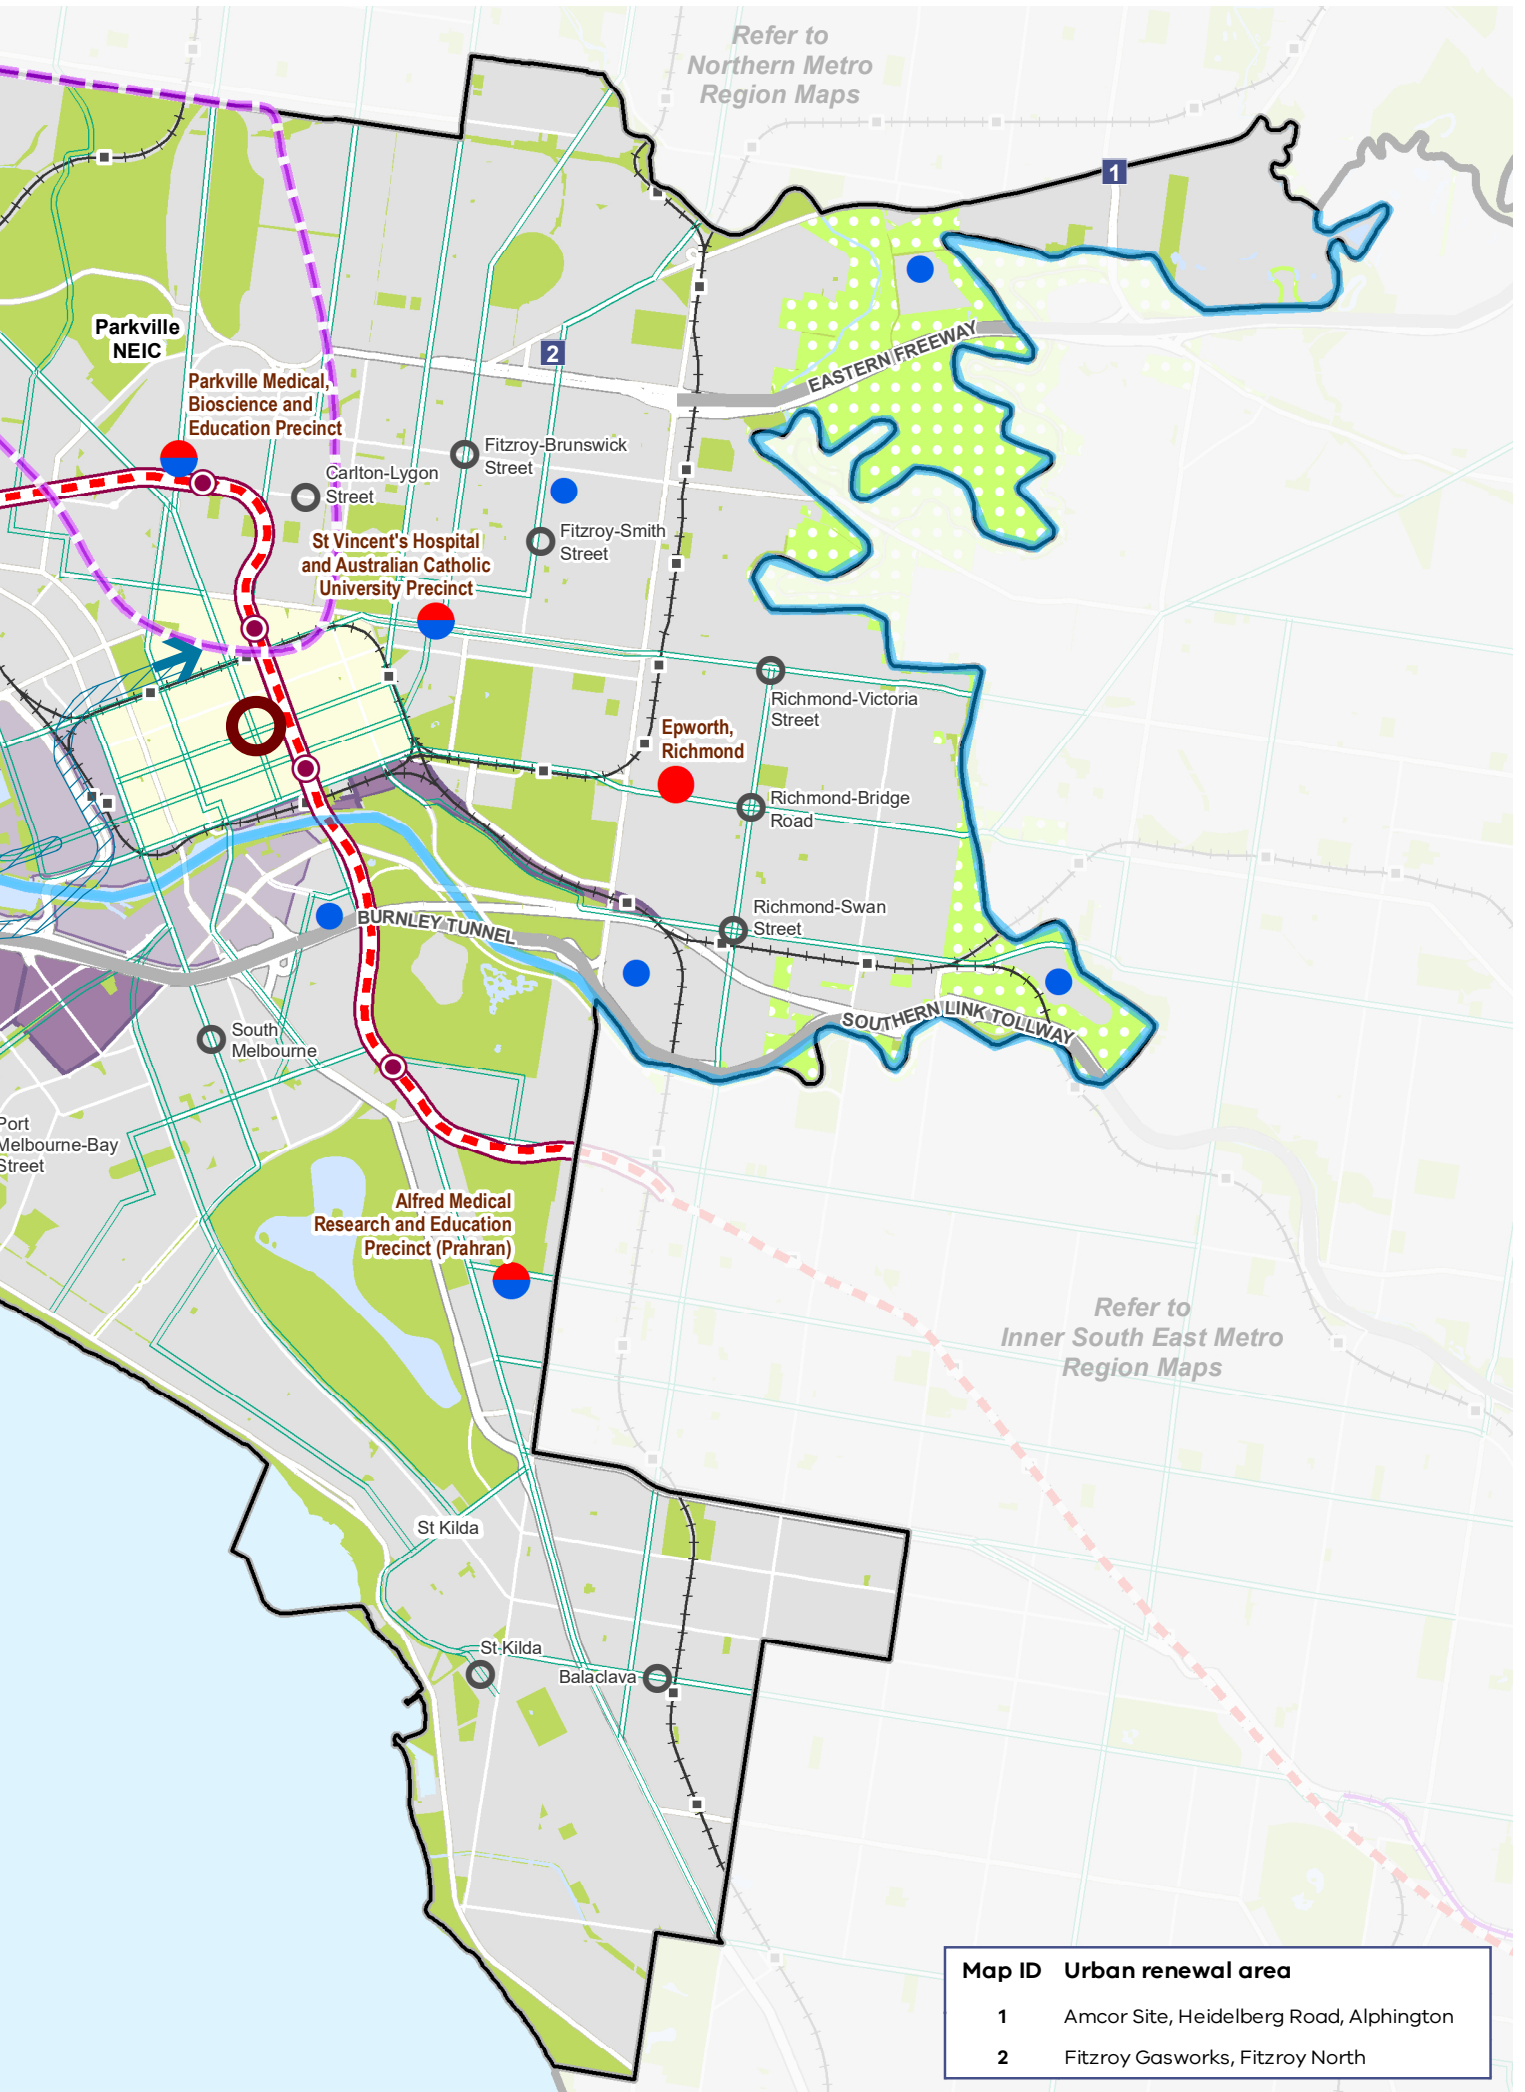 Refer to
Northern Metro
Region Maps
1
2
Parkville
NEIC
EASTERN FREEWAY
Parkville Medical,
Bioscience and
Education Precinct
Fitzroy-Brunswick
Street
Carlton-Lygon
Street
Fitzroy-Smith
Street
St Vincent's Hospital
and Australian Catholic
University Precinct
Richmond-Victoria
Street
Epworth,
Richmond
Richmond-Bridge
Road
Richmond-Swan
Street
BURNLEY TUNNEL
SOUTHERN LINK TOLLWAY
South
Melbourne
Port
Melbourne-Bay
Street
Alfred Medical
Research and Education
Precinct (Prahran)
Refer to
Inner South East Metro
Region Maps
St Kilda
St Kilda
Balaclava
Map ID Urban renewal area
1 Amcor Site, Heidelberg Road, Alphington
2 Fitzroy Gasworks, Fitzroy North